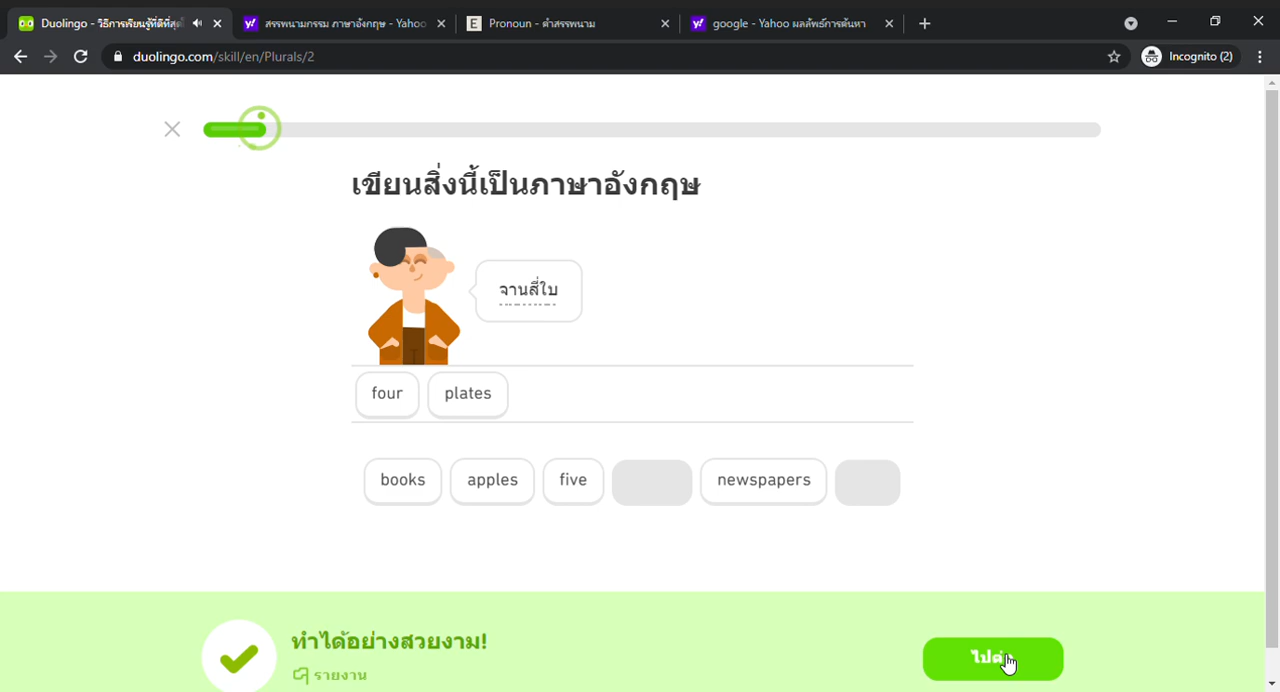 Duolingo - วิธีการเรียนรู้ที่ดีที่สุด
สรรพนามกรรม ภาษาอังกฤษ - Yahoo
E Pronoun - คำสรรพนาม
google - Yahoo ผลลัพธ์การค้นหา
duolingo.com/skill/en/Plurals/2
Incognito (2)
เขียนสิ่งนี้เป็นภาษาอังกฤษ
จานสี่ใบ
four plates
books apples five newspapers
ทำได้อย่างสวยงาม!
รายงาน